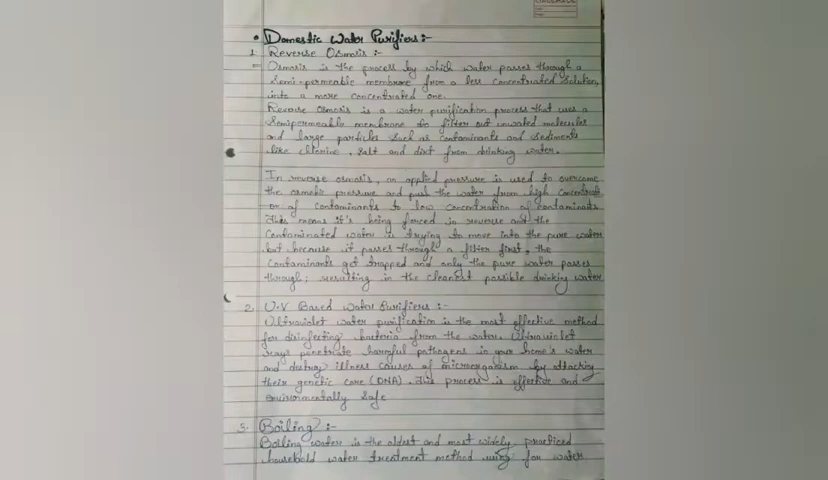 • Domestic Water Purifiers :-
1. Reverse Osmosis :-
Osmosis is the process by which water passes through a
semi-permeable membrane from a less concentrated solution,
into a more concentrated one.
Reverse Osmosis is a water purification process that uses a
semipermeable membrane to filter out unwated molecules
and large particles such as contaminants and sediments
like chlorine, salt and dirt from drinking water.
In reverse osmosis, an applied pressure is used to overcome
the osmotic pressure and push the water from high concentrat
-on of contaminants to low concentration of contaminants
This means it's being forced in reverse and the
contaminated water is trying to move into the pure water
but because it passes through a filter first, the
contaminants get trapped and only the pure water passes
through; resulting in the cleanest possible drinking water
2. U.V Based Water Purifiers :-
Ultraviolet water purification is the most effective method
for disinfecting bacteria from the water. Ultraviolet
rays penetrate harmful pathogens in your home's water
and destroy illness causes of microorganism by attacking
their genetic core (DNA). This process is effective and
environmentally safe
3. Boiling :-
Boiling water is the oldest and most widely practiced
household water treatment method using for water